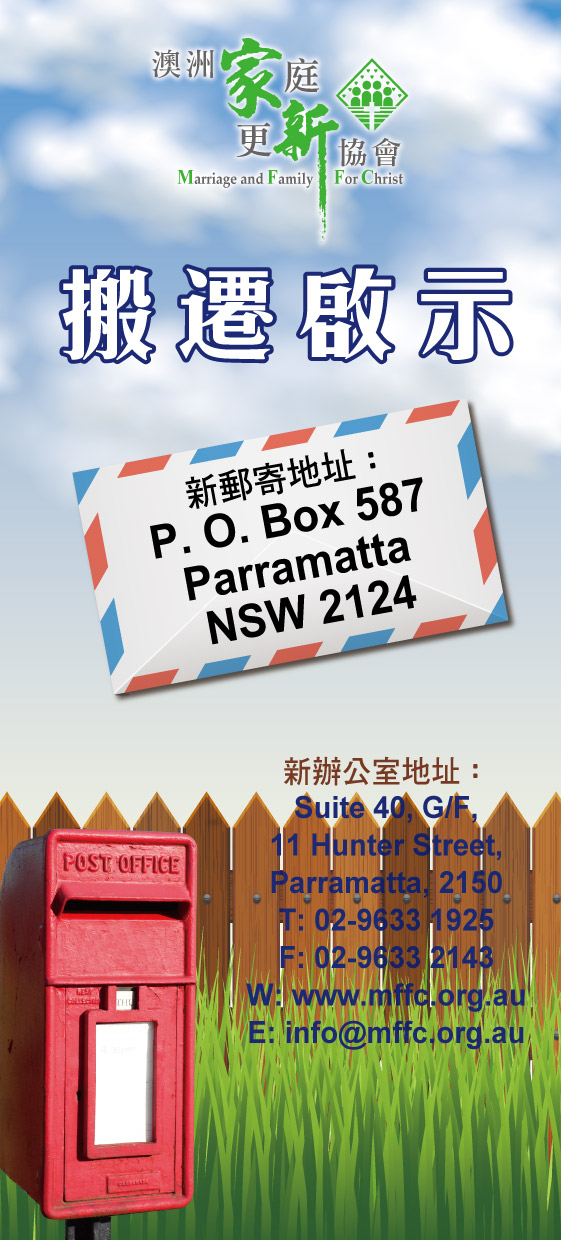 澳洲家庭
更新協會
Marriage and Family For Christ
搬遷啟示
新郵寄地址：
P. O. Box 587
Parramatta
NSW 2124
新辦公室地址：
Suite 40, G/F,
11 Hunter Street,
Parramatta, 2150
T: 02-9633 1925
F: 02-9633 2143
W: www.mffc.org.au
E: info@mffc.org.au
POST OFFICE